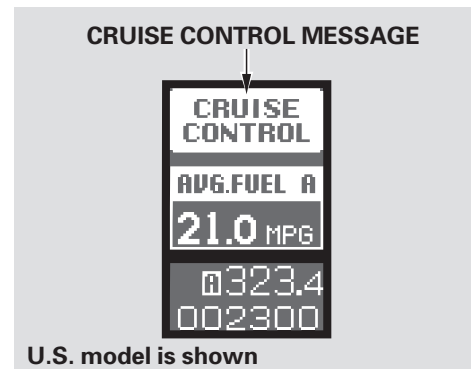 CRUISE CONTROL MESSAGE
CRUISE
CONTROL
AVG.FUEL A
21.0 MPG
A323.4
002300
U.S. model is shown